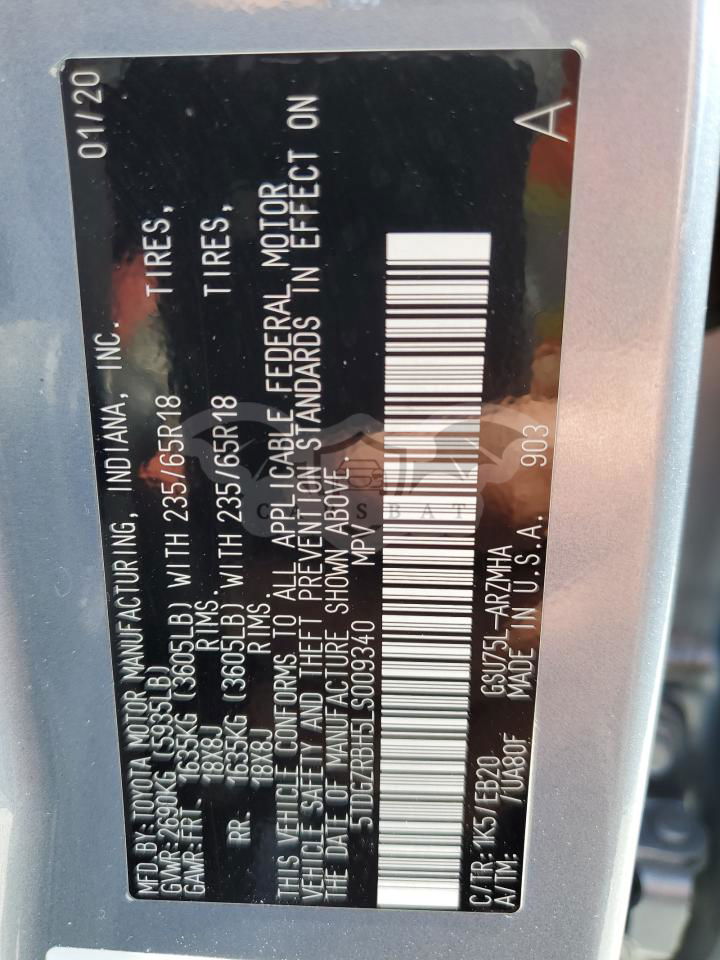 MFD.BY:TOYOTA MOTOR MANUFACTURING, INDIANA, INC. 01/20
GVWR:2690KG (5935LB)
GAWR:FRT. 1635KG (3605LB) WITH 235/65R18 TIRES,
18X8J RIMS.
RR. 1635KG (3605LB) WITH 235/65R18 TIRES,
18X8J RIMS
THIS VEHICLE CONFORMS TO ALL APPLICABLE FEDERAL MOTOR
VEHICLE SAFETY AND THEFT PREVENTION STANDARDS IN EFFECT ON
THE DATE OF MANUFACTURE SHOWN ABOVE.
5TDGZRBH5LS009340 MPV
CARSBAT
C/TR:1K5/EB20 GSU75L-ARZMHA
A/TM: /UA80F MADE IN U.S.A. 903 A